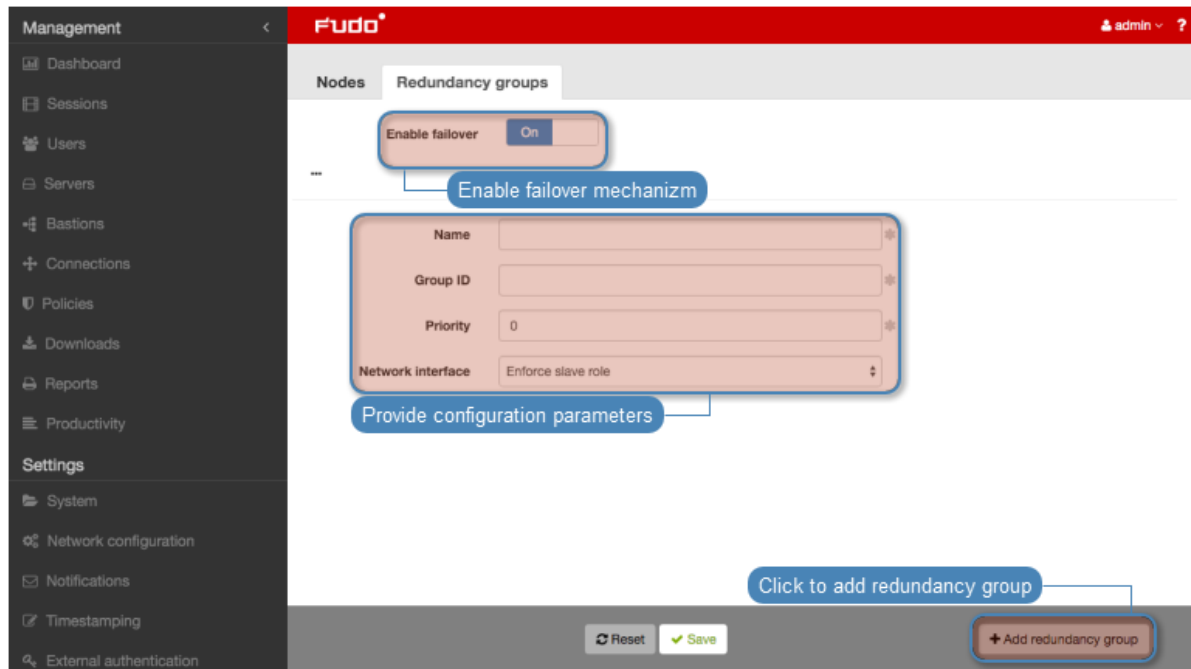 Management
Dashboard
Sessions
Users
Servers
Bastions
Connections
Policies
Downloads
Reports
Productivity
Settings
System
Network configuration
Notifications
Timestamping
External authentication
FUDO
admin ?
Nodes Redundancy groups
Enable failover On
...
Enable failover mechanizm
Name
Group ID
Priority 0
Network interface Enforce slave role
Provide configuration parameters
Click to add redundancy group
Reset Save + Add redundancy group